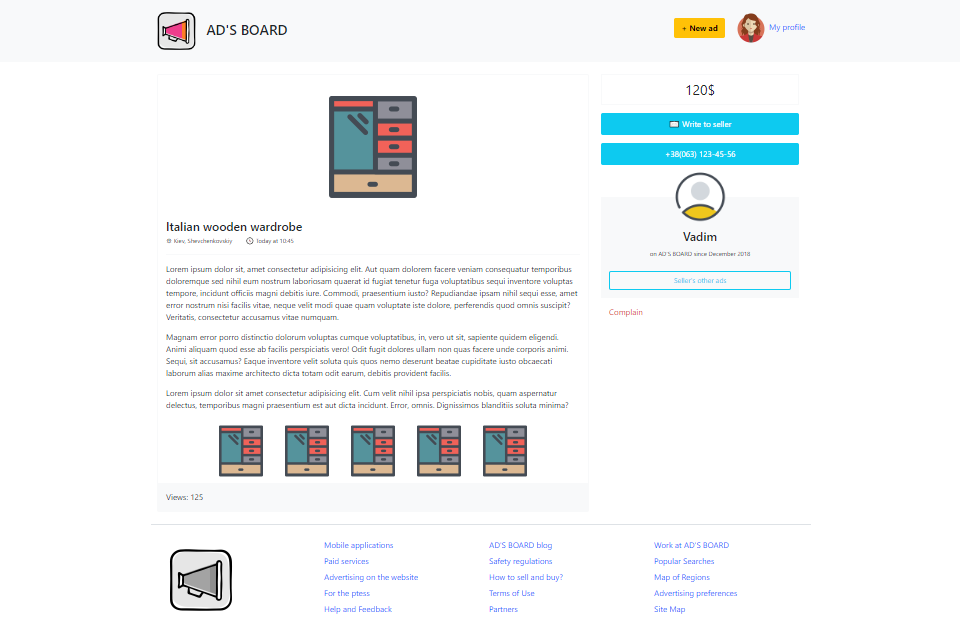 AD'S BOARD
+ New ad
My profile
120$
Write to seller
+38(063) 123-45-56
Italian wooden wardrobe
Kiev, Shevchenkovskiy
Today at 10:45
Vadim
on AD'S BOARD since December 2018
Seller's other ads
Complain
Lorem ipsum dolor sit, amet consectetur adipisicing elit. Aut quam dolorem facere veniam consequatur temporibus
doloremque sed nihil eum nostrum laboriosam quaerat id fugiat tenetur fuga voluptatibus sequi inventore voluptas
tempore, incidunt officiis magni debitis iure. Commodi, praesentium iusto? Repudiandae ipsam nihil sequi esse, amet
error nostrum nisi facilis vitae, neque velit modi quae quam voluptate iste dolore, perferendis quod omnis suscipit?
Veritatis, consectetur accusamus vitae numquam.
Magnam error porro distinctio dolorum voluptas cumque voluptatibus, in, vero ut sit, sapiente quidem eligendi.
Animi aliquam quod esse ab facilis perspiciatis vero! Odit fugit dolores ullam non quas facere unde corporis animi.
Sequi, sit accusamus? Eaque inventore velit soluta quis quos nemo deserunt beatae cupiditate iusto obcaecati
laborum alias maxime architecto dicta totam odit earum, debitis provident facilis.
Lorem ipsum dolor sit amet consectetur adipisicing elit. Cum velit nihil ipsa perspiciatis nobis, quam aspernatur
delectus, temporibus magni praesentium est aut dicta incidunt. Error, omnis. Dignissimos blanditiis soluta minima?
Views: 125
Mobile applications
Paid services
Advertising on the website
For the ptess
Help and Feedback
AD'S BOARD blog
Safety regulations
How to sell and buy?
Terms of Use
Partners
Work at AD'S BOARD
Popular Searches
Map of Regions
Advertising preferences
Site Map